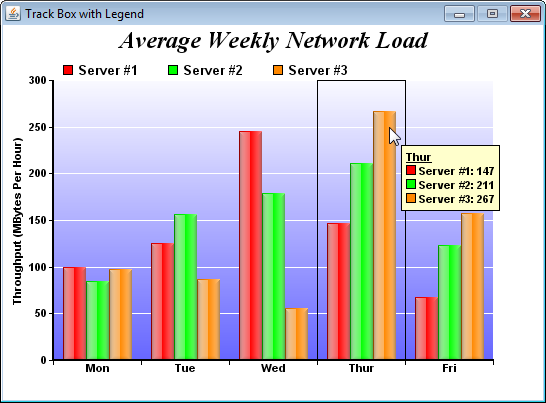 Track Box with Legend
Average Weekly Network Load
Server #1 Server #2 Server #3
Throughput (MBytes Per Hour)
300
250
200
150
100
50
0
Thur
Server #1: 147
Server #2: 211
Server #3: 267
Mon Tue Wed Thur Fri